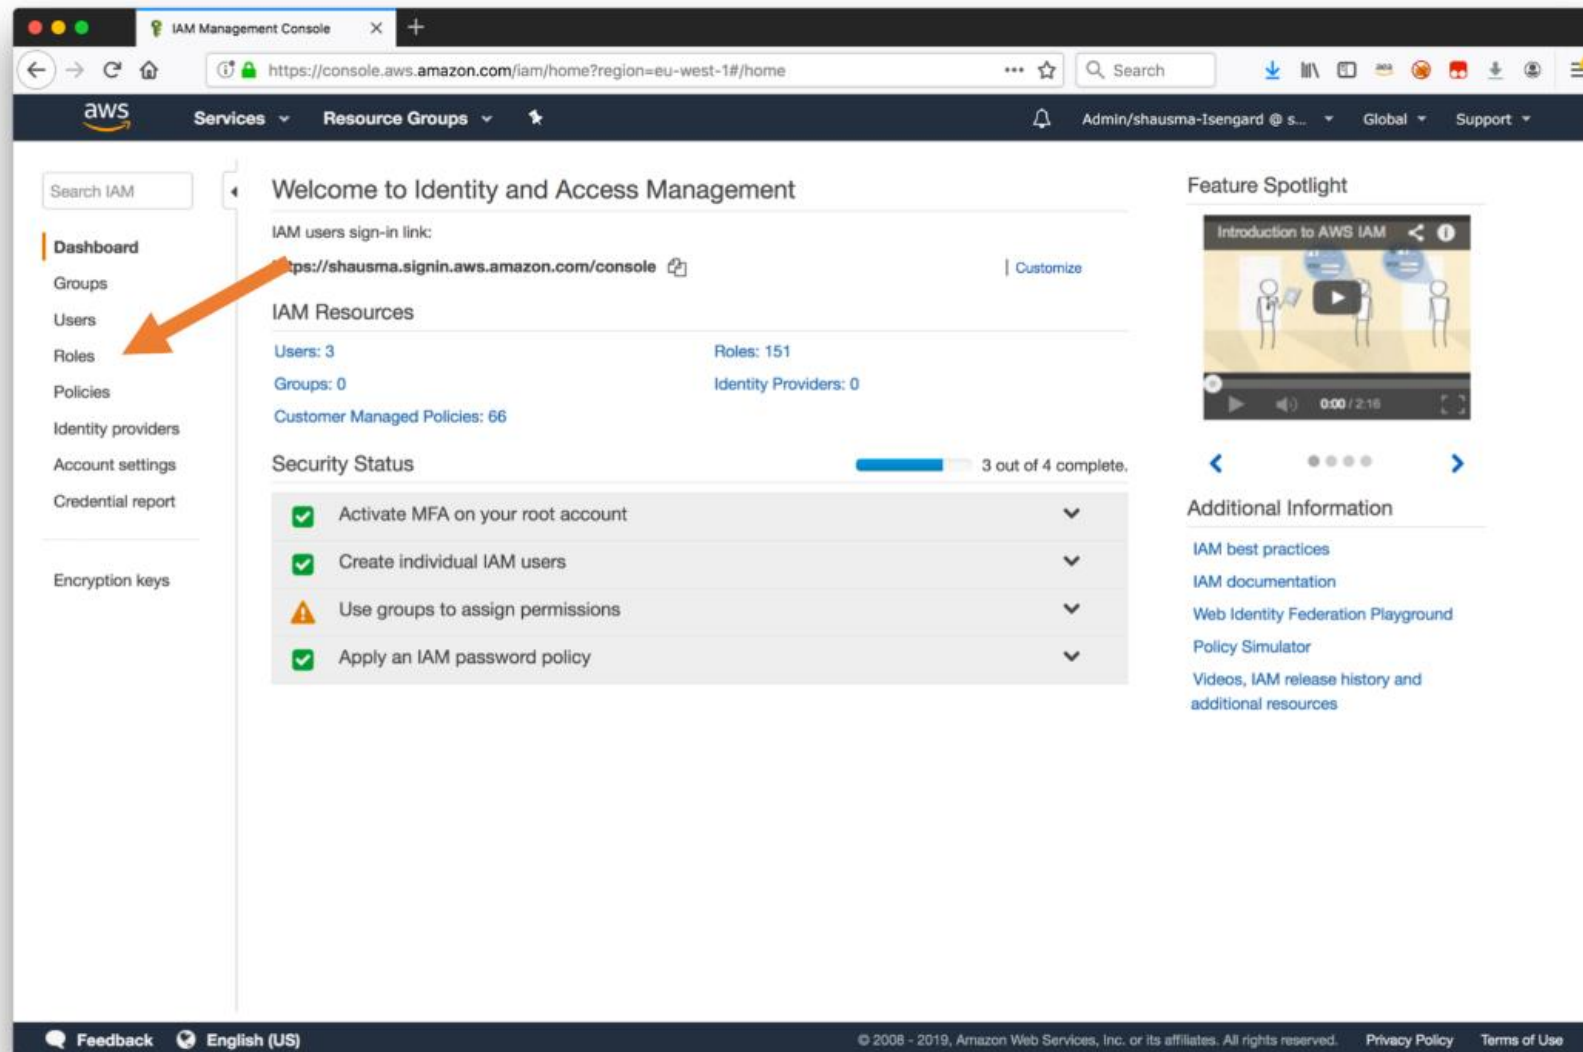 IAM Management Console
https://console.aws.amazon.com/iam/home?region=eu-west-1#/home
Search
aws
Services
Resource Groups
Admin/shausma-Isengard @ s...
Global
Support
Search IAM
Dashboard
Groups
Users
Roles
Policies
Identity providers
Account settings
Credential report
Encryption keys
Welcome to Identity and Access Management
IAM users sign-in link:
tps://shausma.signin.aws.amazon.com/console
Customize
IAM Resources
Users: 3
Roles: 151
Groups: 0
Identity Providers: 0
Customer Managed Policies: 66
Security Status
3 out of 4 complete.
Activate MFA on your root account
Create individual IAM users
Use groups to assign permissions
Apply an IAM password policy
Feature Spotlight
Introduction to AWS IAM
0:00 / 2:16
Additional Information
IAM best practices
IAM documentation
Web Identity Federation Playground
Policy Simulator
Videos, IAM release history and
additional resources
Feedback
English (US)
© 2008 - 2019, Amazon Web Services, Inc. or its affiliates. All rights reserved.
Privacy Policy
Terms of Use